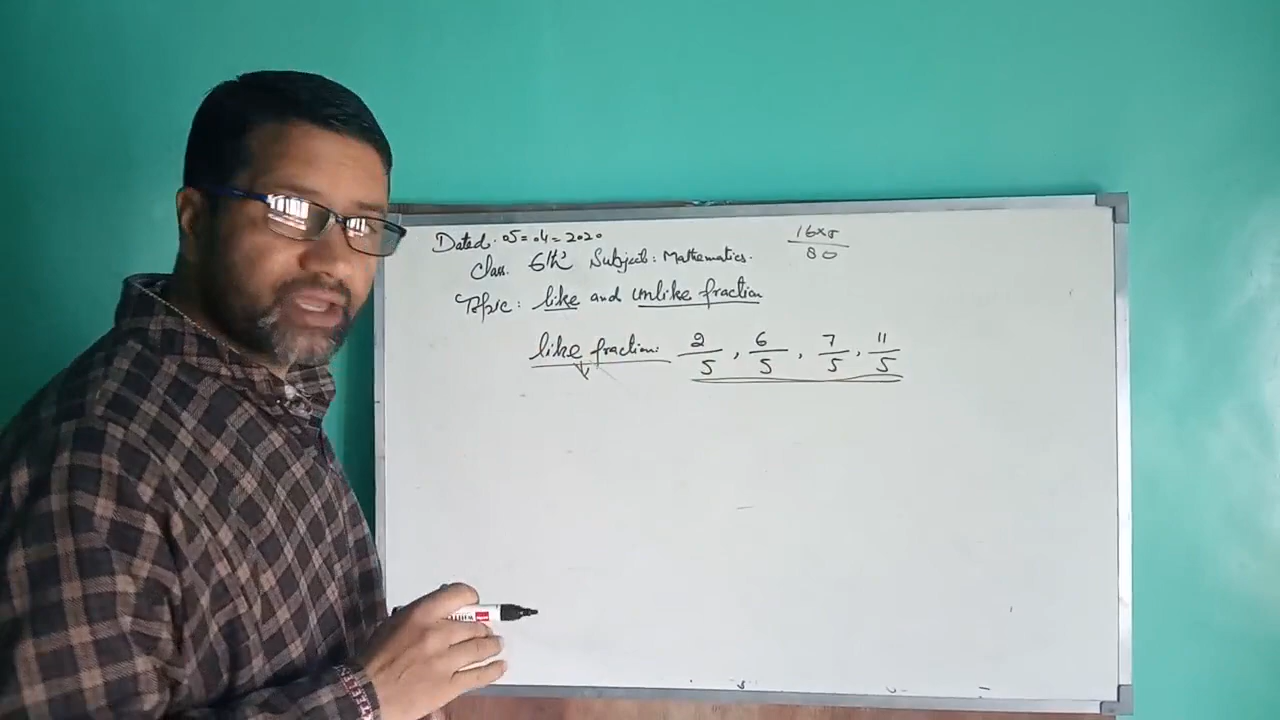 Dated. 05=04=2020
16×5
80
Class. 6th Subject: Mathematics.
Topic: like and unlike fraction
like fraction: 2/5, 6/5, 7/5, 11/5